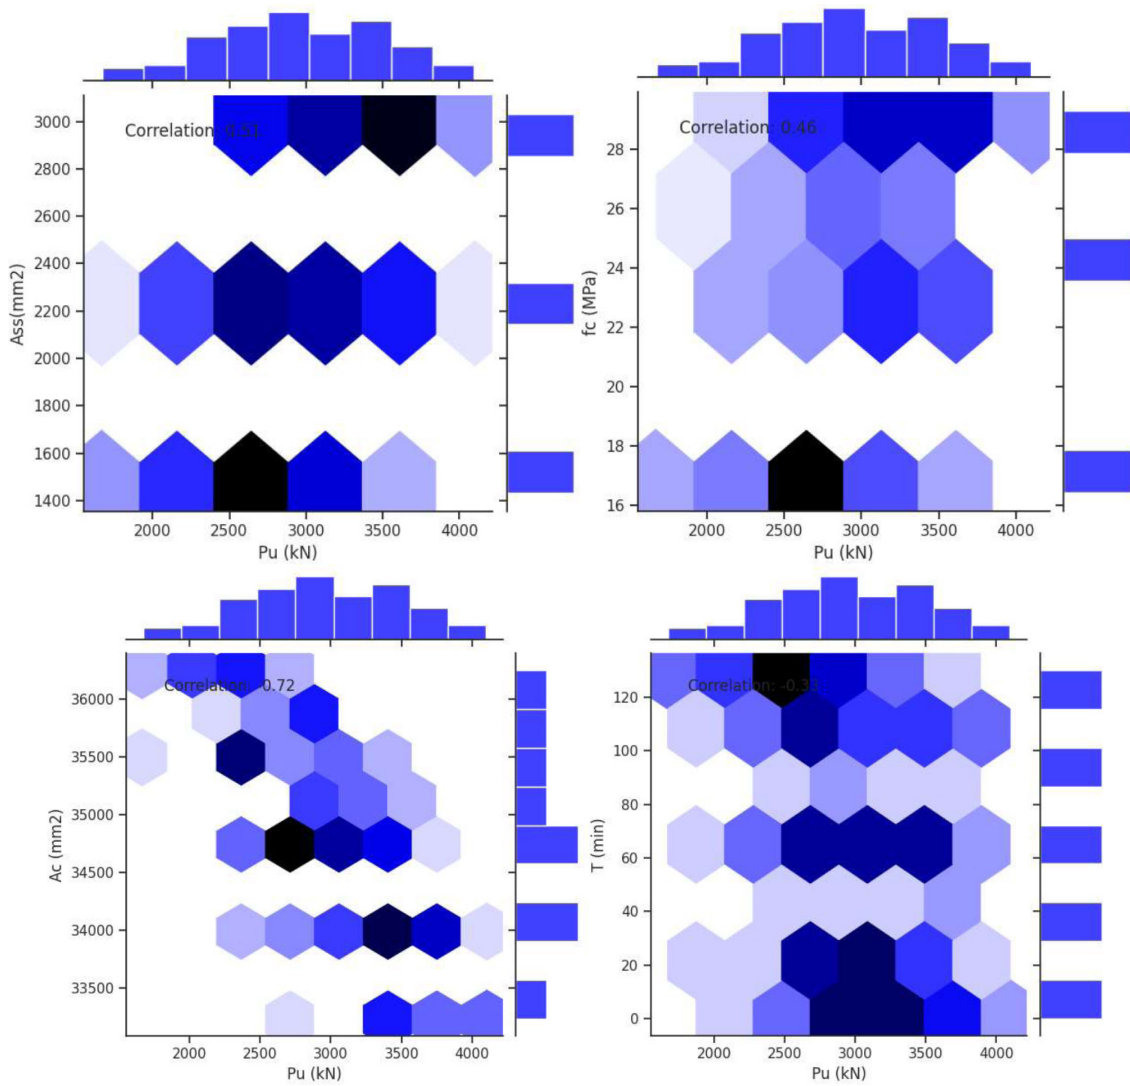 3000
2800
2600
2400
2200
2000
1800
1600
1400
Ass(mm2)
Correlation: 0.51
2000 2500 3000 3500 4000
Pu (kN)
28
26
24
22
20
18
16
fc (MPa)
Correlation: 0.46
2000 2500 3000 3500 4000
Pu (kN)
36000
35500
35000
34500
34000
33500
Ac (mm2)
Correlation: -0.72
2000 2500 3000 3500 4000
Pu (kN)
120
100
80
60
40
20
0
T (min)
Correlation: -0.33
2000 2500 3000 3500 4000
Pu (kN)